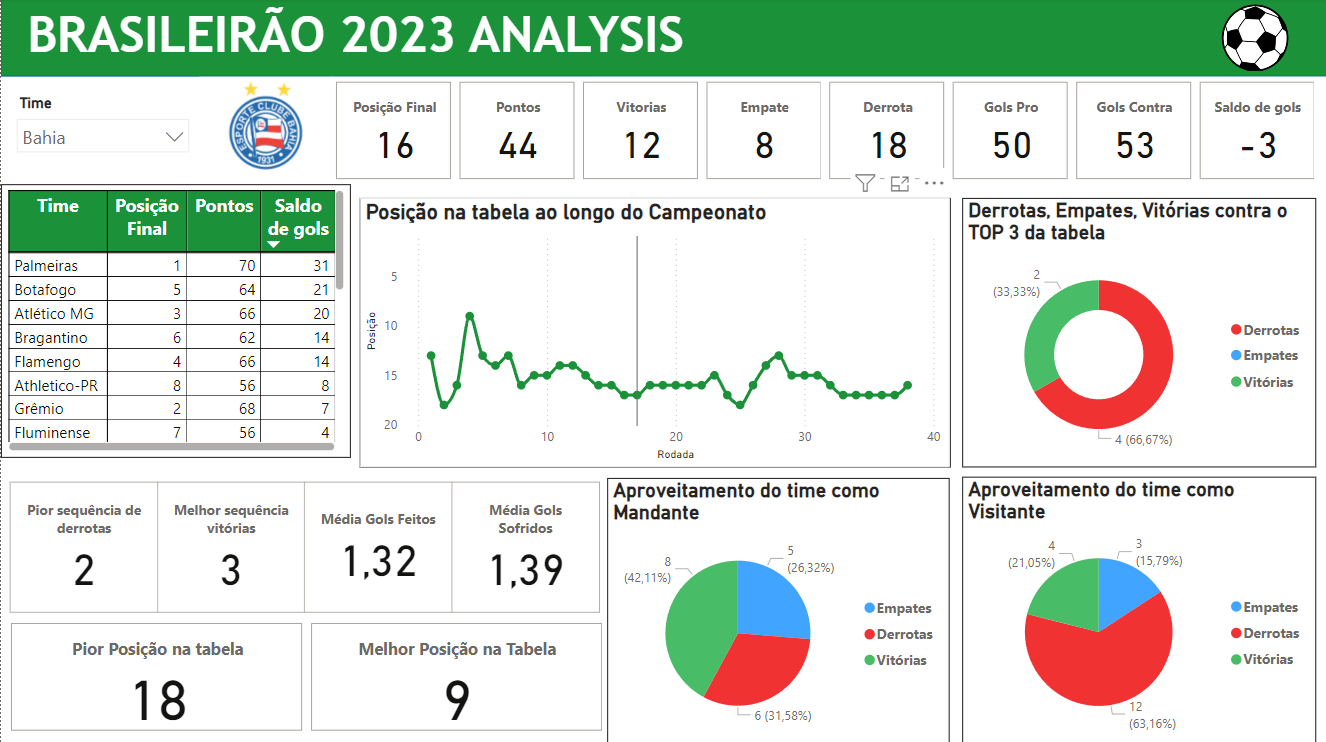 BRASILEIRÃO 2023 ANALYSIS
Time
Bahia
ESPORTE CLUBE BAHIA
1931
Posição Final
16
Pontos
44
Vitorias
12
Empate
8
Derrota
18
Gols Pro
50
Gols Contra
53
Saldo de gols
-3
Time Posição Final Pontos Saldo de gols
Palmeiras 1 70 31
Botafogo 5 64 21
Atlético MG 3 66 20
Bragantino 6 62 14
Flamengo 4 66 14
Athletico-PR 8 56 8
Grêmio 2 68 7
Fluminense 7 56 4
Posição na tabela ao longo do Campeonato
Posição
5
10
15
20
0 10 20 30 40
Rodada
Derrotas, Empates, Vitórias contra o
TOP 3 da tabela
2
(33,33%)
4 (66,67%)
Derrotas
Empates
Vitórias
Pior sequência de
derrotas
2
Melhor sequência
vitórias
3
Média Gols Feitos
1,32
Média Gols
Sofridos
1,39
Pior Posição na tabela
18
Melhor Posição na Tabela
9
Aproveitamento do time como
Mandante
5
(26,32%)
8
(42,11%)
6 (31,58%)
Empates
Derrotas
Vitórias
Aproveitamento do time como
Visitante
4
(21,05%)
3
(15,79%)
12
(63,16%)
Empates
Derrotas
Vitórias